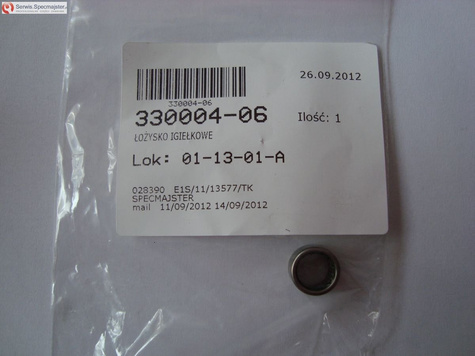 Serwis.Specmajster.pl
26.09.2012
330004-06
330004-06
Ilość: 1
ŁOŻYSKO IGIEŁKOWE
Lok: 01-13-01-A
028390 E1S/11/13577/TK
SPECMAJSTER
mail 11/09/2012 14/09/2012